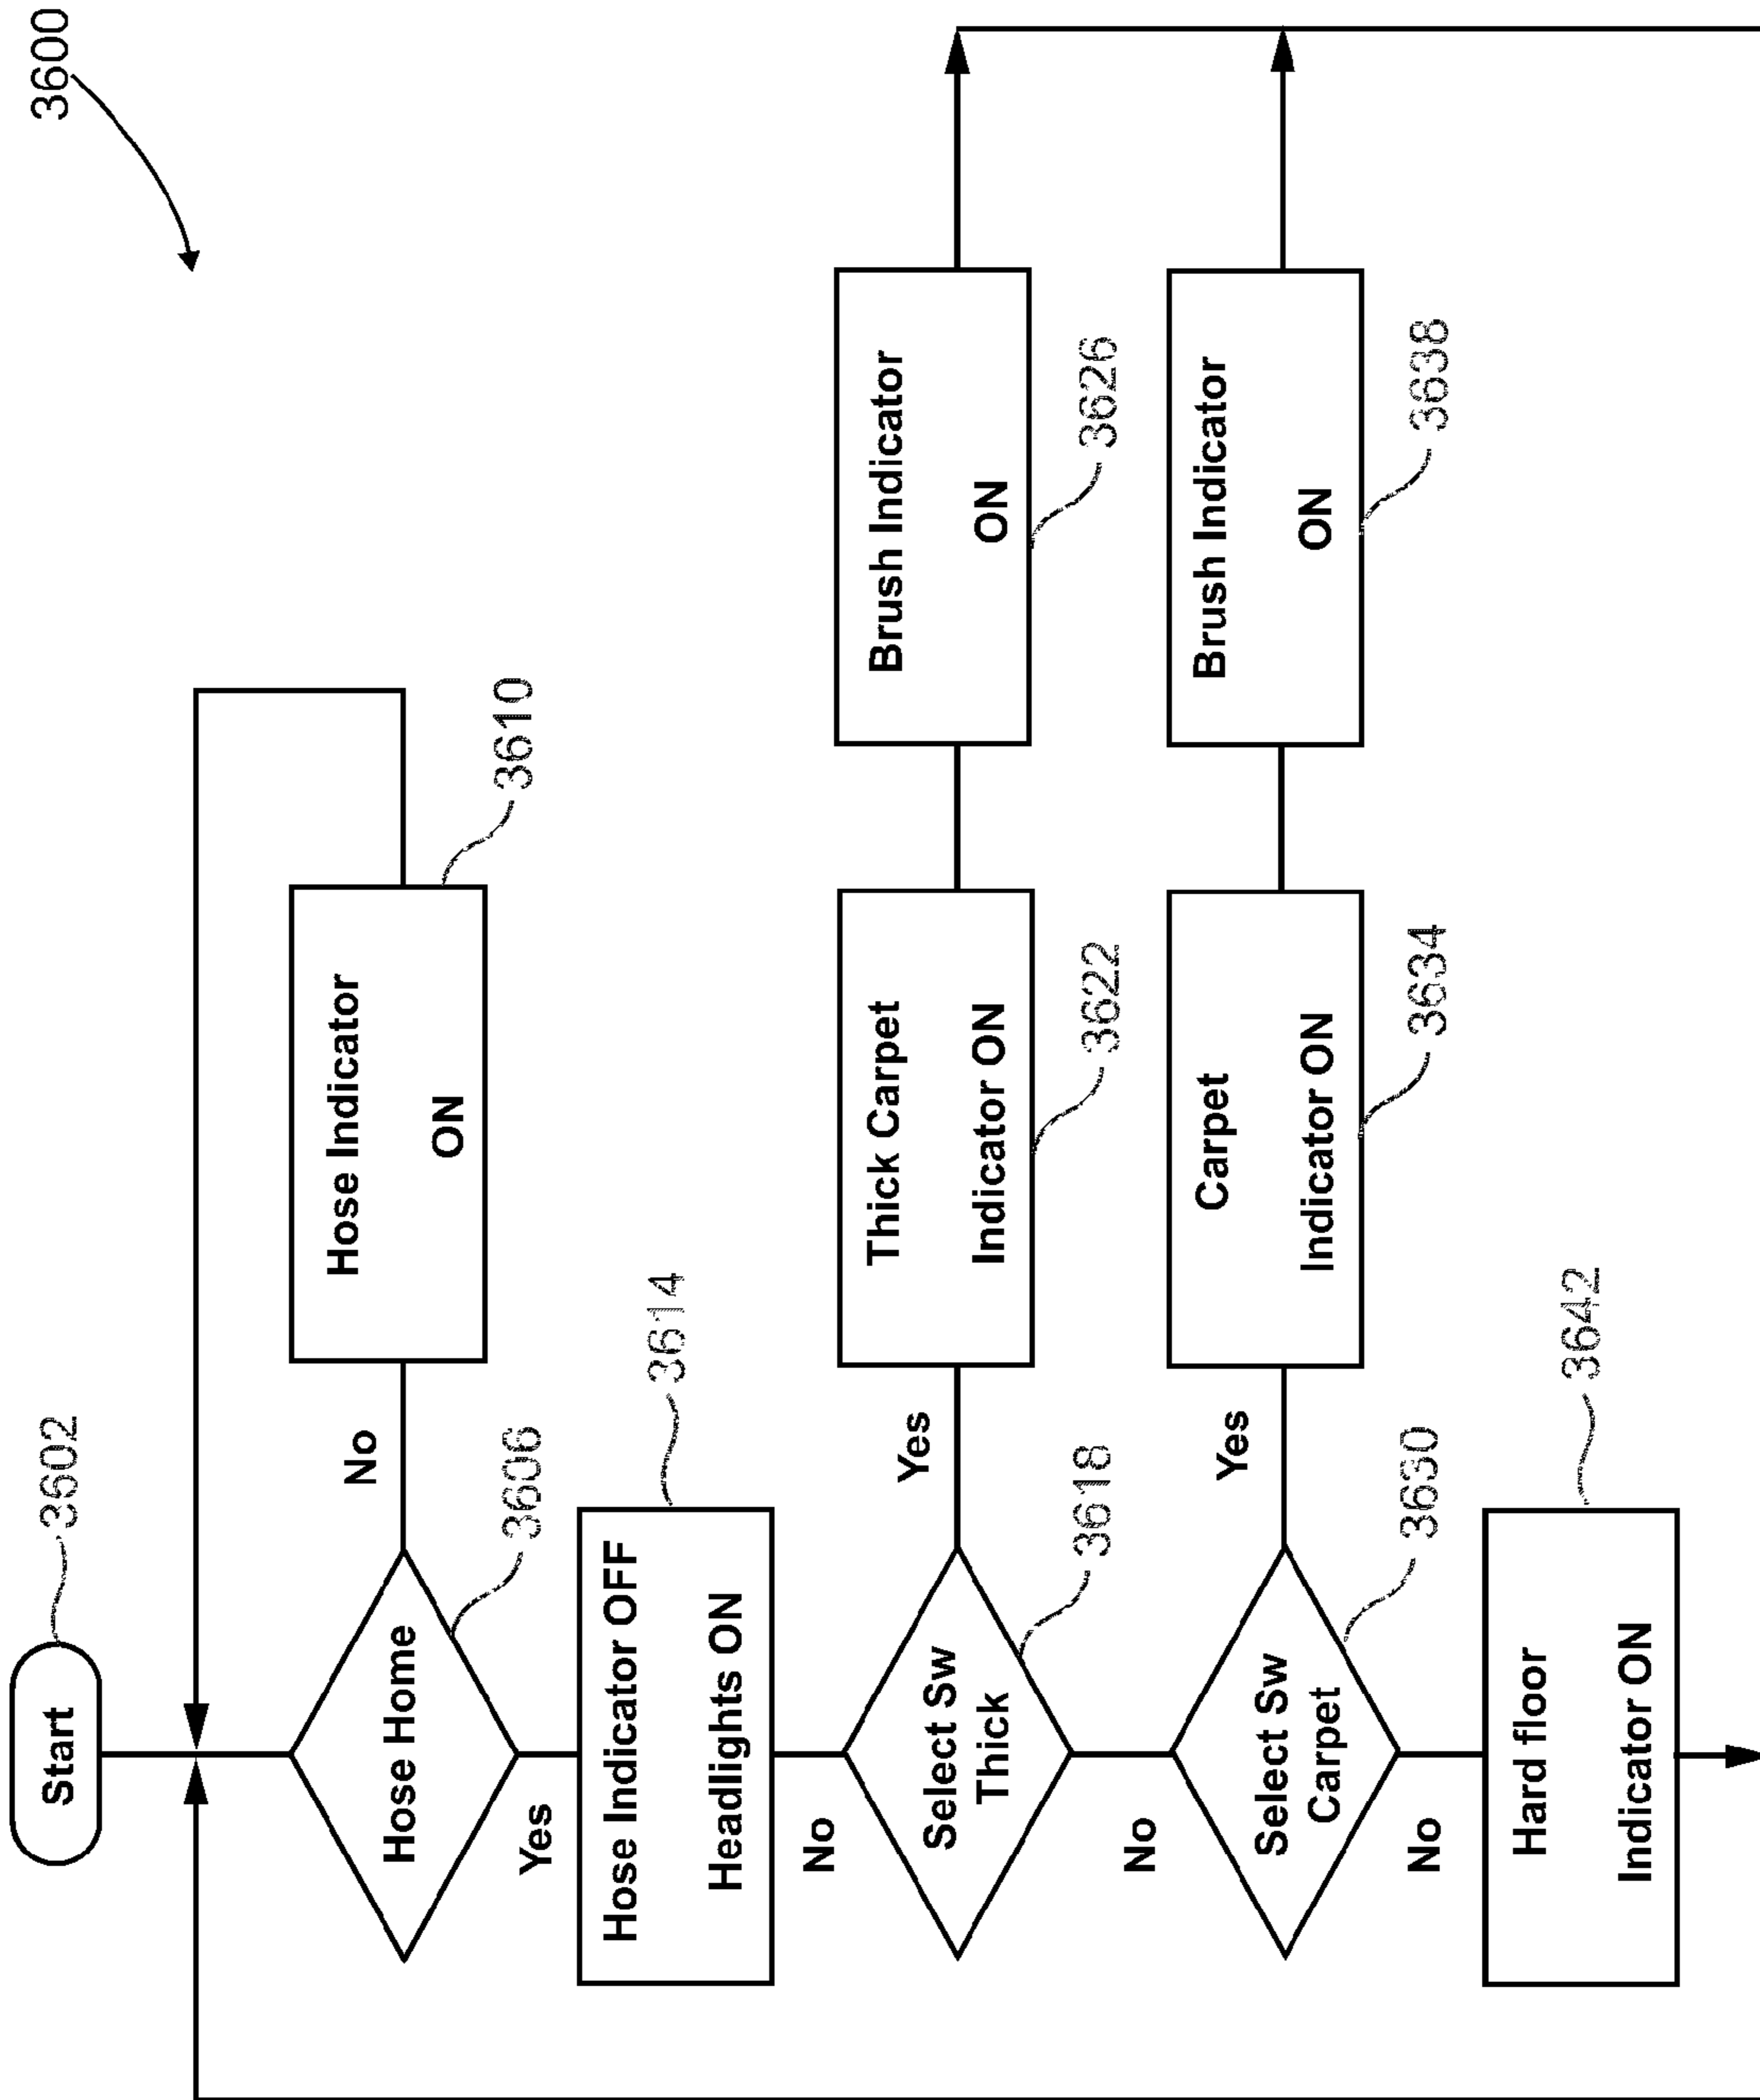 3600
Start
3602
Hose Home
3606
No
Hose Indicator
ON
3610
Yes
Hose Indicator OFF
Headlights ON
3614
No
Select Sw
Thick
3618
Yes
Thick Carpet
Indicator ON
3622
Brush Indicator
ON
3626
No
Select Sw
Carpet
3630
Yes
Carpet
Indicator ON
3634
Brush Indicator
ON
3638
No
Hard floor
Indicator ON
3642